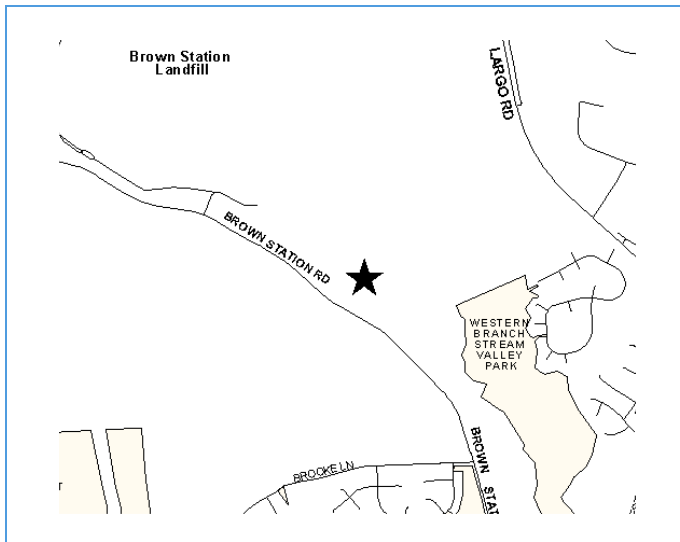 Brown Station
Landfill
LARGO RD
BROWN STATION RD
WESTERN
BRANCH
STREAM
VALLEY
PARK
BROOKE LN
BROWN STAT